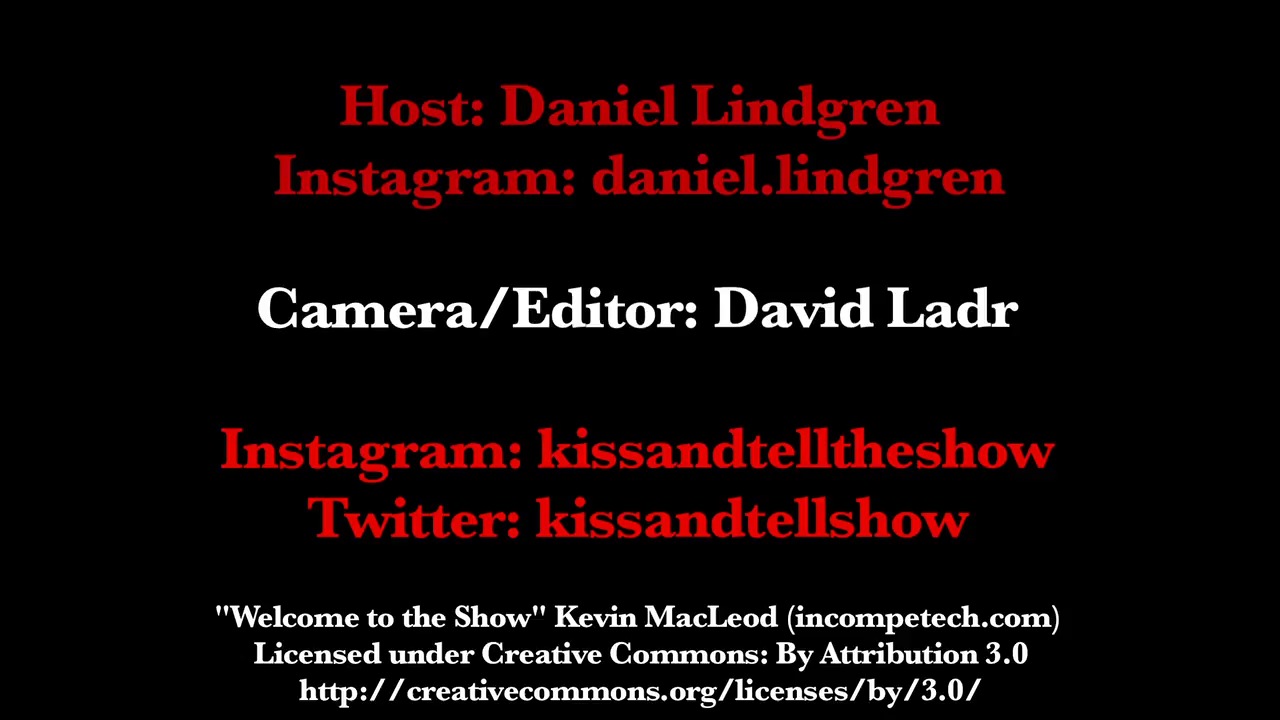 Host: Daniel Lindgren
Instagram: daniel.lindgren
Camera/Editor: David Ladr
Instagram: kissandtelltheshow
Twitter: kissandtellshow
"Welcome to the Show" Kevin MacLeod (incompetech.com)
Licensed under Creative Commons: By Attribution 3.0
http://creativecommons.org/licenses/by/3.0/